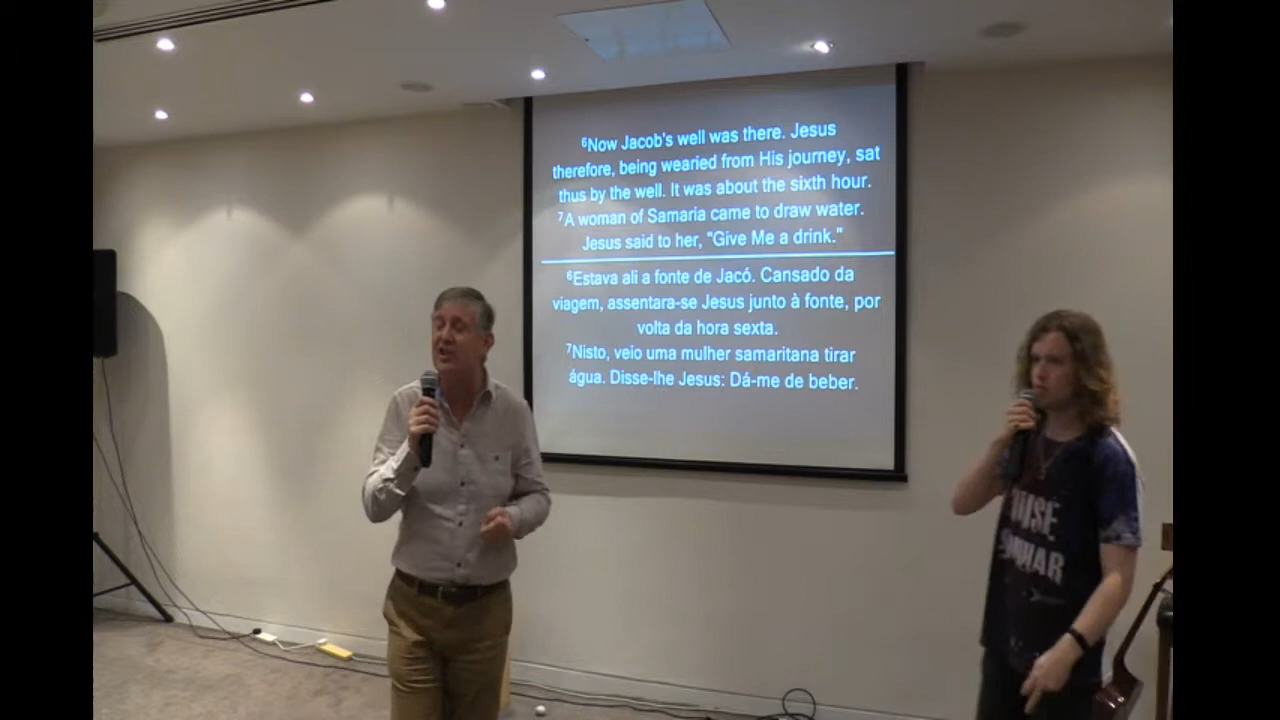 ⁶Now Jacob's well was there. Jesus
therefore, being wearied from His journey, sat
thus by the well. It was about the sixth hour.
⁷A woman of Samaria came to draw water.
Jesus said to her, "Give Me a drink."
⁶Estava ali a fonte de Jacó. Cansado da
viagem, assentara-se Jesus junto à fonte, por
volta da hora sexta.
⁷Nisto, veio uma mulher samaritana tirar
água. Disse-lhe Jesus: Dá-me de beber.